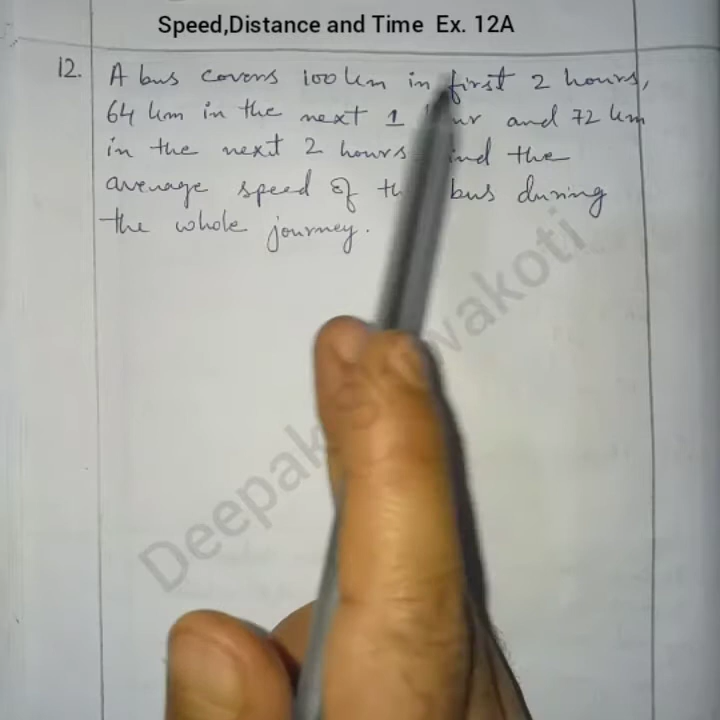 Speed,Distance and Time Ex. 12A
12. A bus covers 100 km in first 2 hours,
64 km in the next 1 and 72 km
in the next 2 hours the
average speed of bus during
the whole journey.
Deepak